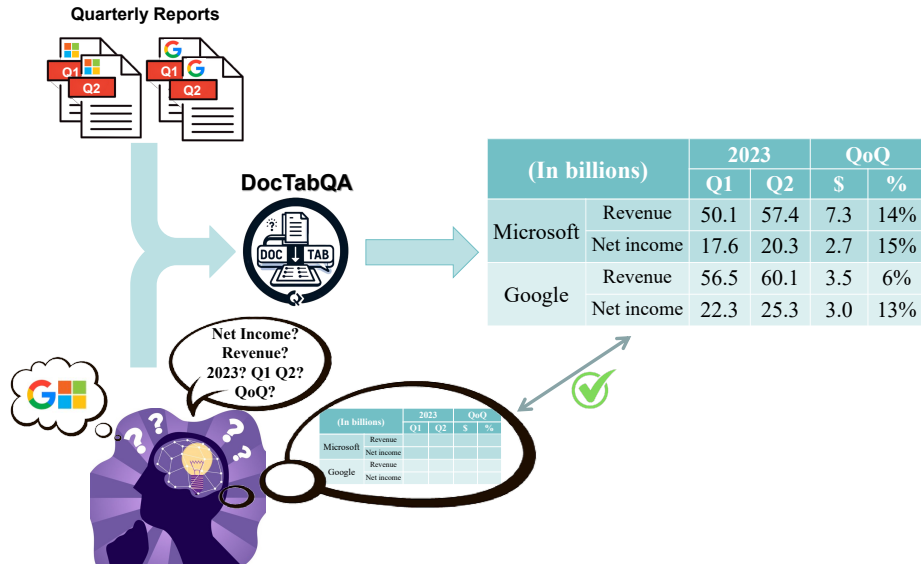 Quarterly Reports
Q1
Q2
Q1
Q2
DocTabQA
?
DOC TAB
(In billions) 2023 QoQ
Q1 Q2 $ %
Microsoft Revenue 50.1 57.4 7.3 14%
Net income 17.6 20.3 2.7 15%
Google Revenue 56.5 60.1 3.5 6%
Net income 22.3 25.3 3.0 13%
Net Income?
Revenue?
2023? Q1 Q2?
QoQ?
G
? ? ? ?
(In billions) 2023 QoQ
Q1 Q2 $ %
Microsoft Revenue
Net income
Google Revenue
Net income